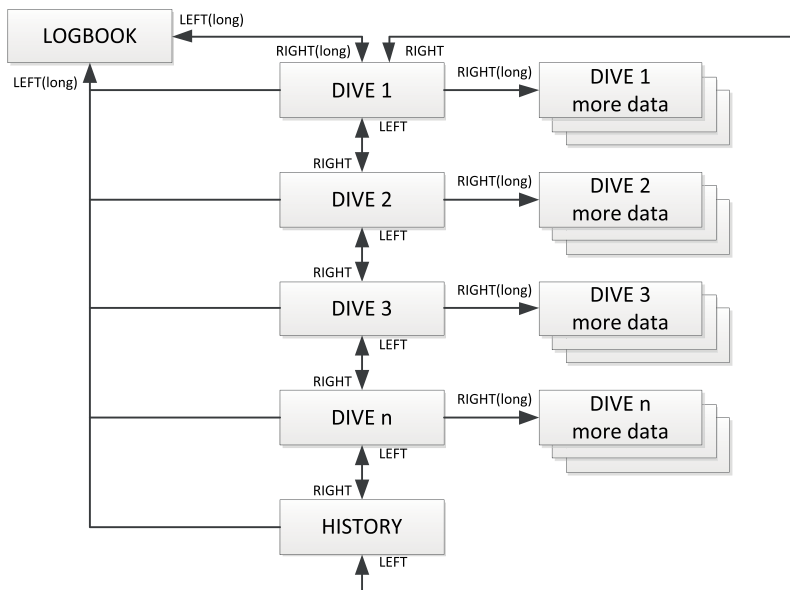 LEFT(long)
LOGBOOK
RIGHT(long)
RIGHT
LEFT(long)
DIVE 1
RIGHT(long)
DIVE 1
more data
LEFT
RIGHT
DIVE 2
RIGHT(long)
DIVE 2
more data
LEFT
RIGHT
DIVE 3
RIGHT(long)
DIVE 3
more data
LEFT
RIGHT
DIVE n
RIGHT(long)
DIVE n
more data
LEFT
RIGHT
HISTORY
LEFT